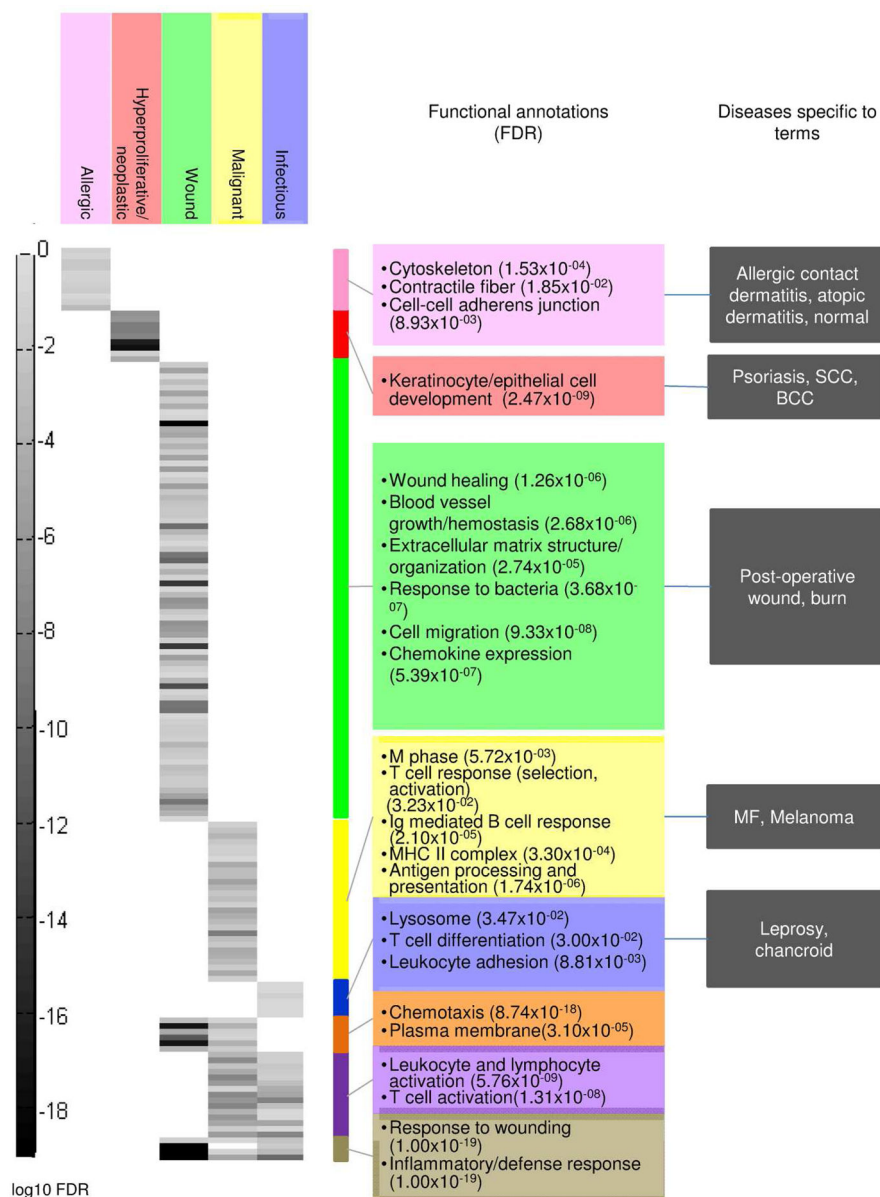 Allergic
Hyperproliferative/
neoplastic
Wound
Malignant
Infectious
Functional annotations
(FDR)
Diseases specific to
terms
0
-2
-4
-6
-8
-10
-12
-14
-16
-18
log10 FDR
•Cytoskeleton (1.53x10⁻⁰⁴)
•Contractile fiber (1.85x10⁻⁰²)
•Cell-cell adherens junction
(8.93x10⁻⁰³)
Allergic contact
dermatitis, atopic
dermatitis, normal
•Keratinocyte/epithelial cell
development (2.47x10⁻⁰⁹)
Psoriasis, SCC,
BCC
•Wound healing (1.26x10⁻⁰⁶)
•Blood vessel
growth/hemostasis (2.68x10⁻⁰⁶)
•Extracellular matrix structure/
organization (2.74x10⁻⁰⁵)
•Response to bacteria (3.68x10⁻
⁰⁷)
•Cell migration (9.33x10⁻⁰⁸)
•Chemokine expression
(5.39x10⁻⁰⁷)
Post-operative
wound, burn
•M phase (5.72x10⁻⁰³)
•T cell response (selection,
activation)
(3.23x10⁻⁰²)
•Ig mediated B cell response
(2.10x10⁻⁰⁵)
•MHC II complex (3.30x10⁻⁰⁴)
•Antigen processing and
presentation (1.74x10⁻⁰⁶)
MF, Melanoma
•Lysosome (3.47x10⁻⁰²)
•T cell differentiation (3.00x10⁻⁰²)
•Leukocyte adhesion (8.81x10⁻⁰³)
Leprosy,
chancroid
•Chemotaxis (8.74x10⁻¹⁸)
•Plasma membrane(3.10x10⁻⁰⁵)
•Leukocyte and lymphocyte
activation (5.76x10⁻⁰⁹)
•T cell activation(1.31x10⁻⁰⁸)
•Response to wounding
(1.00x10⁻¹⁹)
•Inflammatory/defense response
(1.00x10⁻¹⁹)